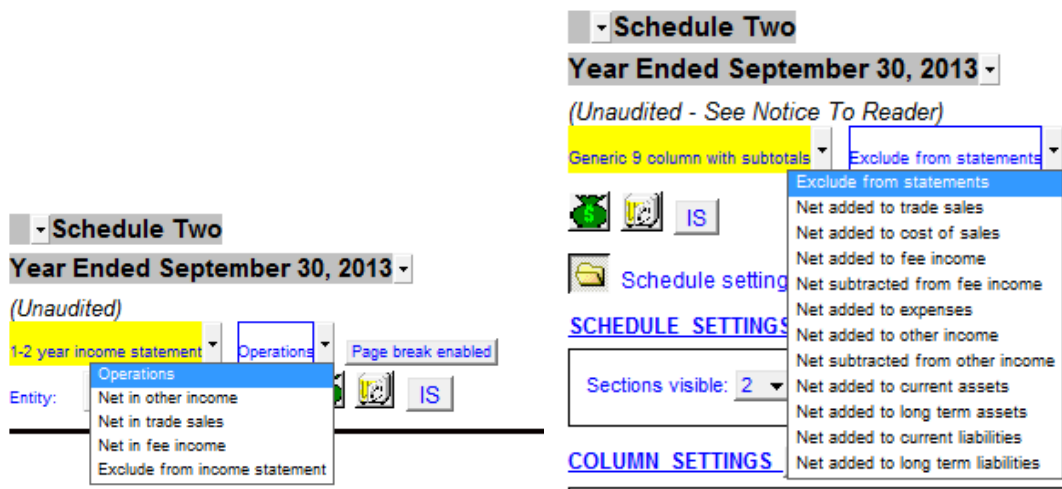 Schedule Two
Year Ended September 30, 2013
(Unaudited)
1-2 year income statement Operations Page break enabled
Operations
Entity: IS
Net in other income
Net in trade sales
Net in fee income
Exclude from income statement
Schedule Two
Year Ended September 30, 2013
(Unaudited - See Notice To Reader)
Generic 9 column with subtotals Exclude from statements
Exclude from statements
Net added to trade sales
Net added to cost of sales
Net added to fee income
Net subtracted from fee income
Net added to expenses
Net added to other income
Net subtracted from other income
Net added to current assets
Net added to long term assets
Net added to current liabilities
Net added to long term liabilities
$ IS
Schedule setting
SCHEDULE SETTINGS
Sections visible: 2
COLUMN SETTINGS